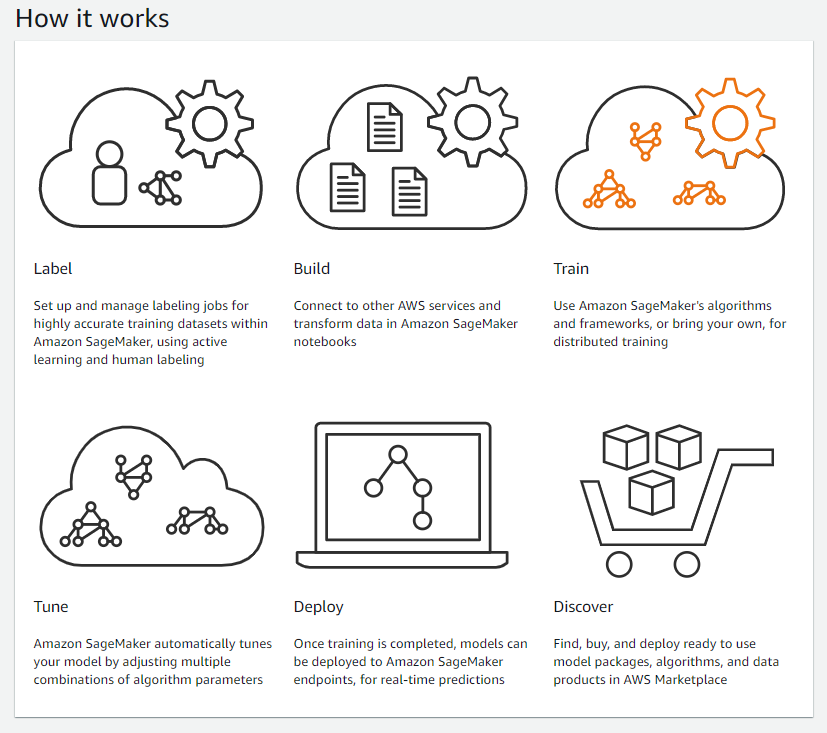 How it works
Label
Set up and manage labeling jobs for
highly accurate training datasets within
Amazon SageMaker, using active
learning and human labeling
Build
Connect to other AWS services and
transform data in Amazon SageMaker
notebooks
Train
Use Amazon SageMaker's algorithms
and frameworks, or bring your own, for
distributed training
Tune
Amazon SageMaker automatically tunes
your model by adjusting multiple
combinations of algorithm parameters
Deploy
Once training is completed, models can
be deployed to Amazon SageMaker
endpoints, for real-time predictions
Discover
Find, buy, and deploy ready to use
model packages, algorithms, and data
products in AWS Marketplace